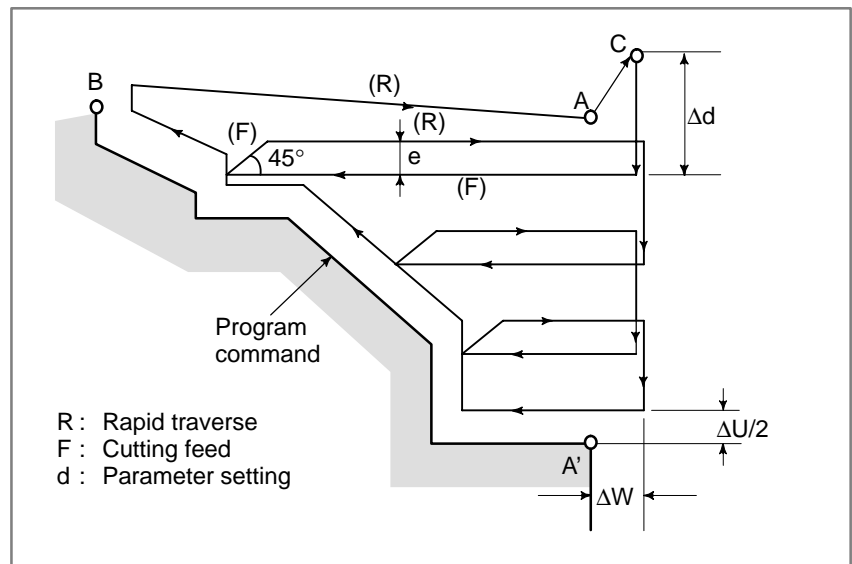 C
B
(R)
A
(R)
Δd
(F)
45°
e
(F)
Program
command
R : Rapid traverse
F : Cutting feed
d : Parameter setting
ΔU/2
A’
ΔW